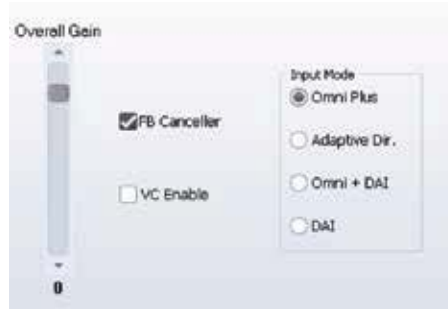 Overall Gain
Input Mode
Omni Plus
FB Canceller
Adaptive Dir.
Omni + DAI
VC Enable
DAI
0